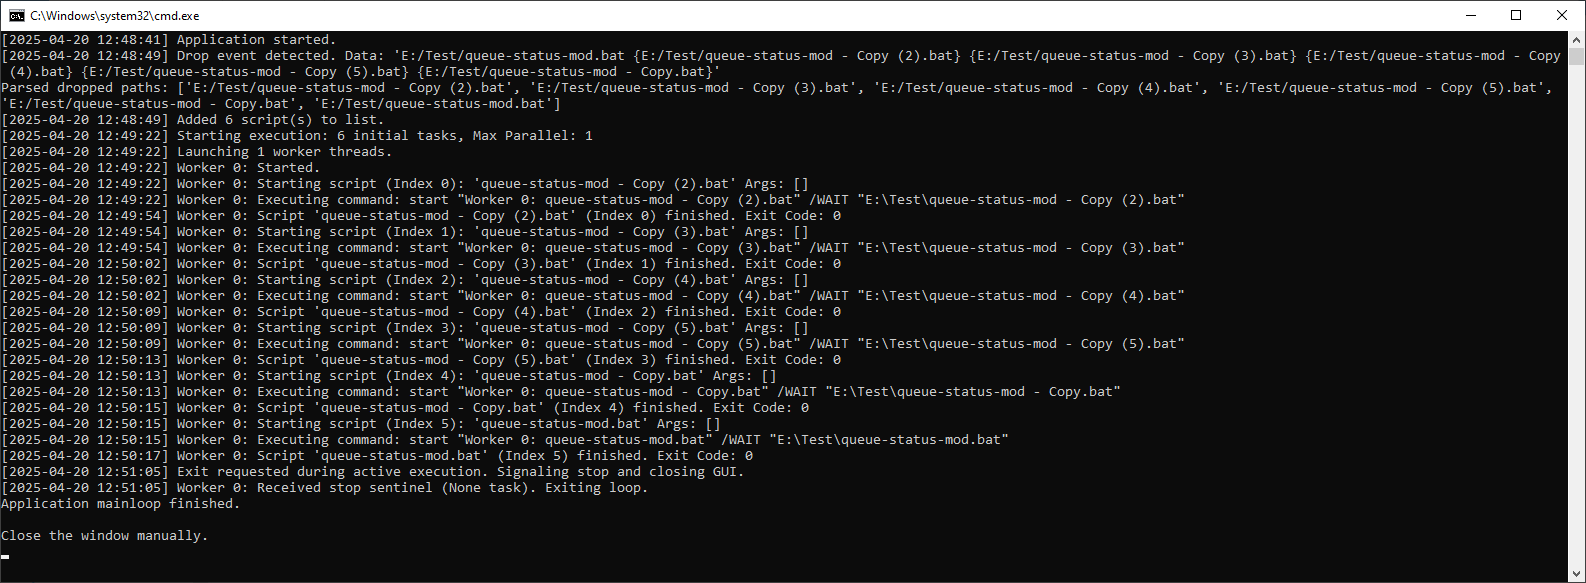 C:\Windows\system32\cmd.exe
[2025-04-20 12:48:41] Application started.
[2025-04-20 12:48:49] Drop event detected. Data: 'E:/Test/queue-status-mod.bat {E:/Test/queue-status-mod - Copy (2).bat} {E:/Test/queue-status-mod - Copy (3).bat} {E:/Test/queue-status-mod - Copy
(4).bat} {E:/Test/queue-status-mod - Copy (5).bat} {E:/Test/queue-status-mod - Copy.bat}'
Parsed dropped paths: ['E:/Test/queue-status-mod - Copy (2).bat', 'E:/Test/queue-status-mod - Copy (3).bat', 'E:/Test/queue-status-mod - Copy (4).bat', 'E:/Test/queue-status-mod - Copy (5).bat',
'E:/Test/queue-status-mod - Copy.bat', 'E:/Test/queue-status-mod.bat']
[2025-04-20 12:48:49] Added 6 script(s) to list.
[2025-04-20 12:49:22] Starting execution: 6 initial tasks, Max Parallel: 1
[2025-04-20 12:49:22] Launching 1 worker threads.
[2025-04-20 12:49:22] Worker 0: Started.
[2025-04-20 12:49:22] Worker 0: Starting script (Index 0): 'queue-status-mod - Copy (2).bat' Args: []
[2025-04-20 12:49:22] Worker 0: Executing command: start "Worker 0: queue-status-mod - Copy (2).bat" /WAIT "E:\Test\queue-status-mod - Copy (2).bat"
[2025-04-20 12:49:54] Worker 0: Script 'queue-status-mod - Copy (2).bat' (Index 0) finished. Exit Code: 0
[2025-04-20 12:49:54] Worker 0: Starting script (Index 1): 'queue-status-mod - Copy (3).bat' Args: []
[2025-04-20 12:49:54] Worker 0: Executing command: start "Worker 0: queue-status-mod - Copy (3).bat" /WAIT "E:\Test\queue-status-mod - Copy (3).bat"
[2025-04-20 12:50:02] Worker 0: Script 'queue-status-mod - Copy (3).bat' (Index 1) finished. Exit Code: 0
[2025-04-20 12:50:02] Worker 0: Starting script (Index 2): 'queue-status-mod - Copy (4).bat' Args: []
[2025-04-20 12:50:02] Worker 0: Executing command: start "Worker 0: queue-status-mod - Copy (4).bat" /WAIT "E:\Test\queue-status-mod - Copy (4).bat"
[2025-04-20 12:50:09] Worker 0: Script 'queue-status-mod - Copy (4).bat' (Index 2) finished. Exit Code: 0
[2025-04-20 12:50:09] Worker 0: Starting script (Index 3): 'queue-status-mod - Copy (5).bat' Args: []
[2025-04-20 12:50:09] Worker 0: Executing command: start "Worker 0: queue-status-mod - Copy (5).bat" /WAIT "E:\Test\queue-status-mod - Copy (5).bat"
[2025-04-20 12:50:13] Worker 0: Script 'queue-status-mod - Copy (5).bat' (Index 3) finished. Exit Code: 0
[2025-04-20 12:50:13] Worker 0: Starting script (Index 4): 'queue-status-mod - Copy.bat' Args: []
[2025-04-20 12:50:13] Worker 0: Executing command: start "Worker 0: queue-status-mod - Copy.bat" /WAIT "E:\Test\queue-status-mod - Copy.bat"
[2025-04-20 12:50:15] Worker 0: Script 'queue-status-mod - Copy.bat' (Index 4) finished. Exit Code: 0
[2025-04-20 12:50:15] Worker 0: Starting script (Index 5): 'queue-status-mod.bat' Args: []
[2025-04-20 12:50:15] Worker 0: Executing command: start "Worker 0: queue-status-mod.bat" /WAIT "E:\Test\queue-status-mod.bat"
[2025-04-20 12:50:17] Worker 0: Script 'queue-status-mod.bat' (Index 5) finished. Exit Code: 0
[2025-04-20 12:51:05] Exit requested during active execution. Signaling stop and closing GUI.
[2025-04-20 12:51:05] Worker 0: Received stop sentinel (None task). Exiting loop.
Application mainloop finished.
Close the window manually.